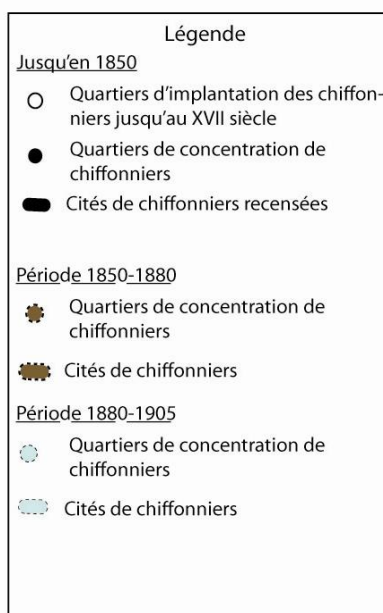 Légende
Jusqu'en 1850
Quartiers d'implantation des chiffon-
niers jusqu'au XVII siècle
Quartiers de concentration de
chiffonniers
Cités de chiffonniers recensées
Période 1850-1880
Quartiers de concentration de
chiffonniers
Cités de chiffonniers
Période 1880-1905
Quartiers de concentration de
chiffonniers
Cités de chiffonniers